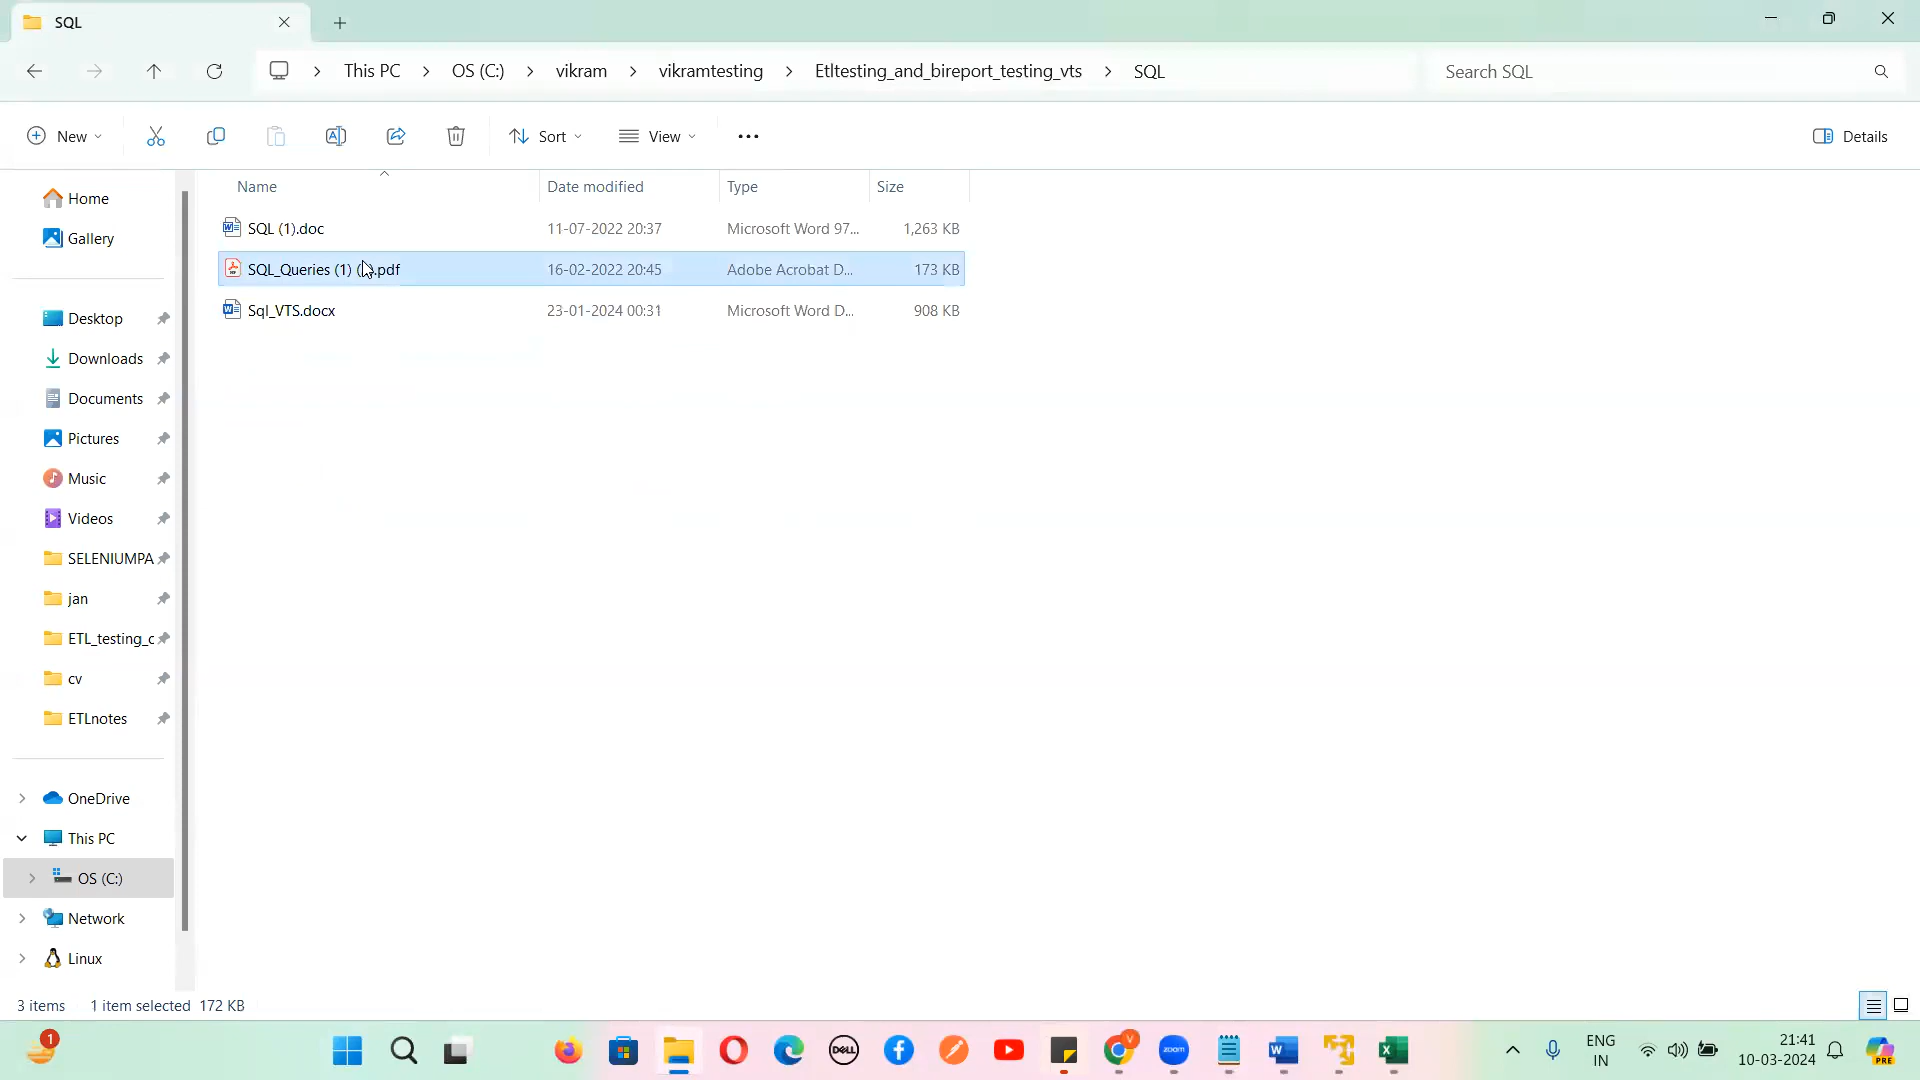 SQL
This PC > OS (C:) > vikram > vikramtesting > Etltesting_and_bireport_testing_vts > SQL
Search SQL
New
Sort
View
Details
Name Date modified Type Size
SQL (1).doc 11-07-2022 20:37 Microsoft Word 97... 1,263 KB
SQL_Queries (1) ( .pdf 16-02-2022 20:45 Adobe Acrobat D... 173 KB
Sql_VTS.docx 23-01-2024 00:31 Microsoft Word D... 908 KB
Home
Gallery
Desktop
Downloads
Documents
Pictures
Music
Videos
SELENIUMPA
jan
ETL_testing_c
cv
ETLnotes
OneDrive
This PC
OS (C:)
Network
Linux
3 items 1 item selected 172 KB
1
DELL
zoom
V
ENG
IN
21:41
10-03-2024
PRE